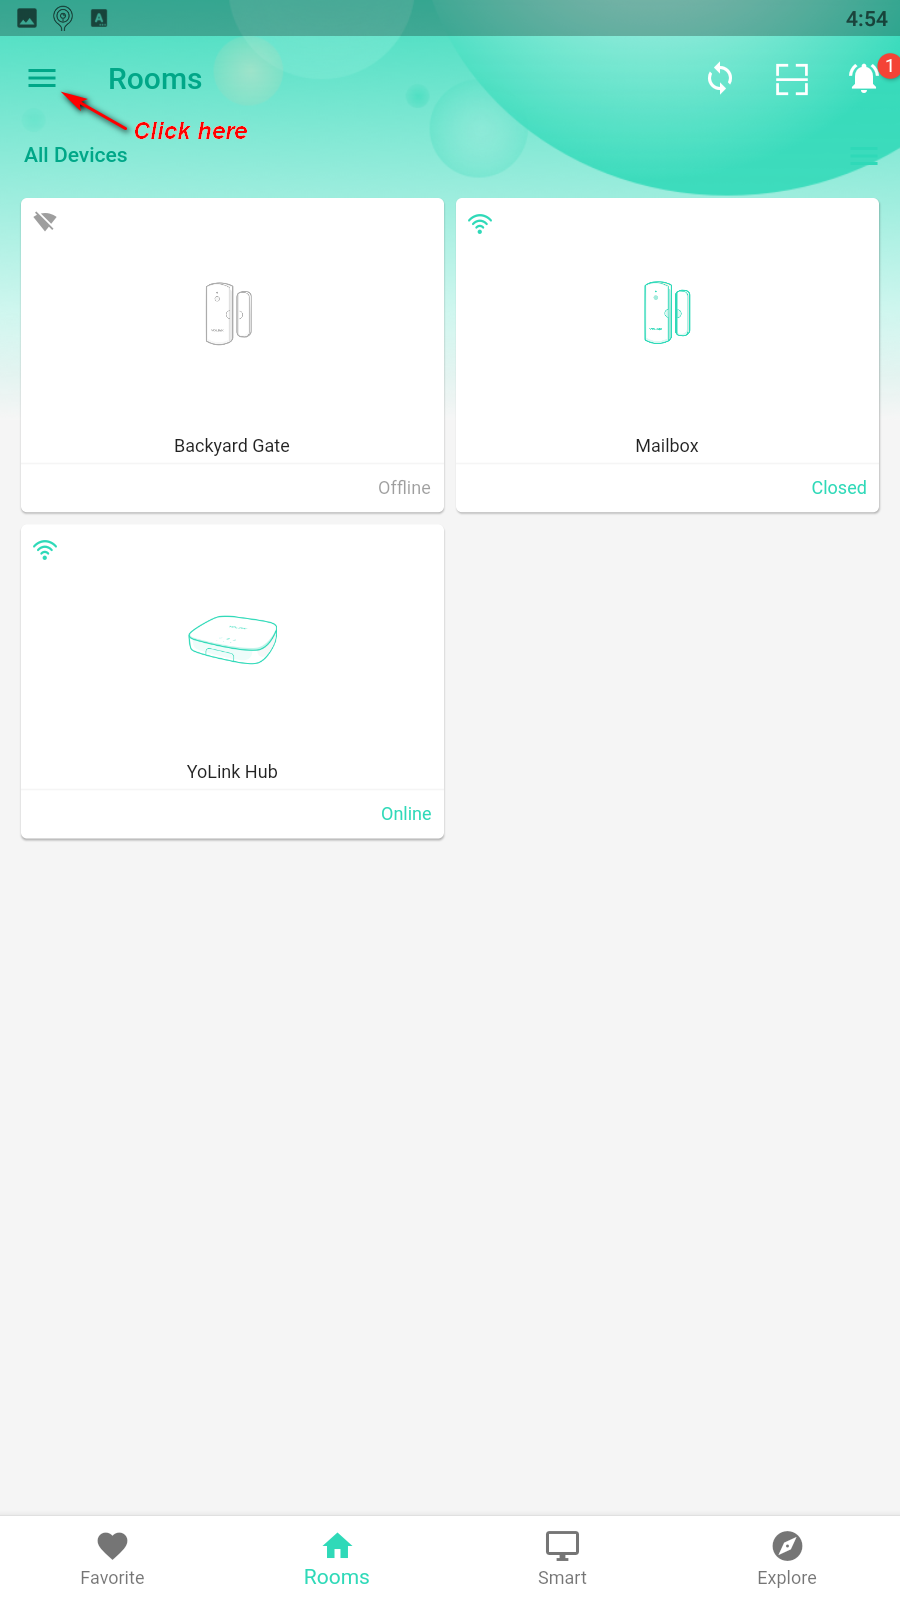 4:54
Rooms
1
Click here
All Devices
Backyard Gate
Offline
Mailbox
Closed
YoLink Hub
Online
Favorite
Rooms
Smart
Explore